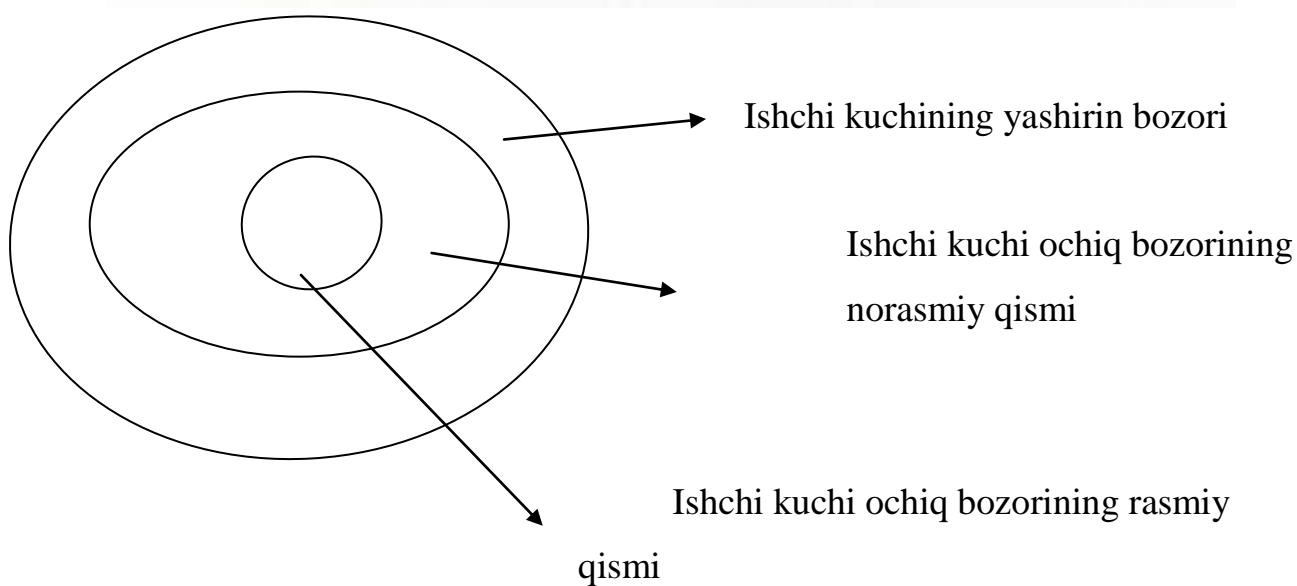 Ishchi kuchining yashirin bozori
Ishchi kuchi ochiq bozorining
norasmiy qismi
Ishchi kuchi ochiq bozorining rasmiy
qismi